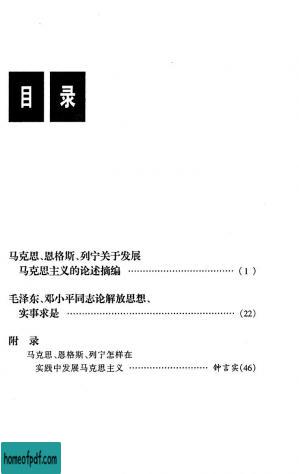 目录
马克思、恩格斯、列宁关于发展
马克思主义的论述摘编 ……………………………(1)
毛泽东、邓小平同志论解放思想、
实事求是 ……………………………………………(22)
附 录
马克思、恩格斯、列宁怎样在
实践中发展马克思主义 …………………… 钟言实(46)
homeofpdf.com